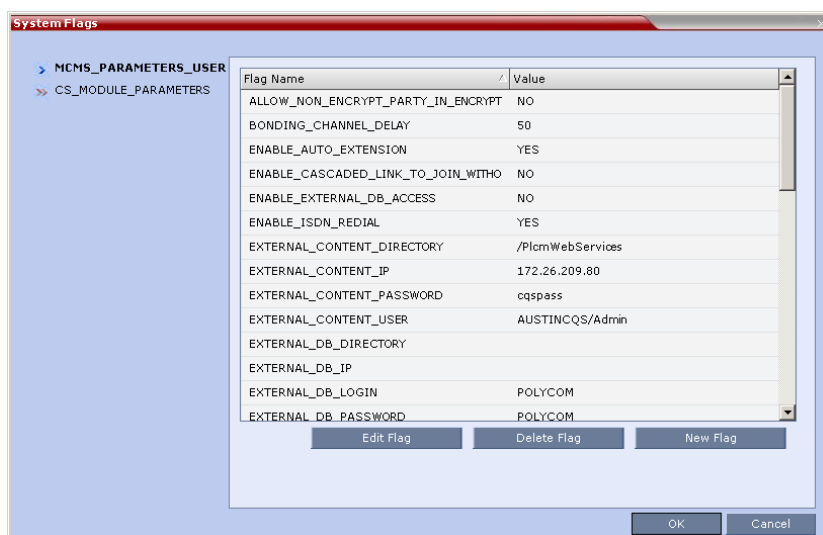 System Flags
MCMS_PARAMETERS_USER
CS_MODULE_PARAMETERS
Flag Name Value
ALLOW_NON_ENCRYPT_PARTY_IN_ENCRYPT NO
BONDING_CHANNEL_DELAY 50
ENABLE_AUTO_EXTENSION YES
ENABLE_CASCADED_LINK_TO_JOIN_WITHO NO
ENABLE_EXTERNAL_DB_ACCESS NO
ENABLE_ISDN_REDIAL YES
EXTERNAL_CONTENT_DIRECTORY /PlcmWebServices
EXTERNAL_CONTENT_IP 172.26.209.80
EXTERNAL_CONTENT_PASSWORD cqspass
EXTERNAL_CONTENT_USER AUSTINCQS/Admin
EXTERNAL_DB_DIRECTORY
EXTERNAL_DB_IP
EXTERNAL_DB_LOGIN POLYCOM
EXTERNAL_DB_PASSWORD POLYCOM
Edit Flag Delete Flag New Flag
OK Cancel